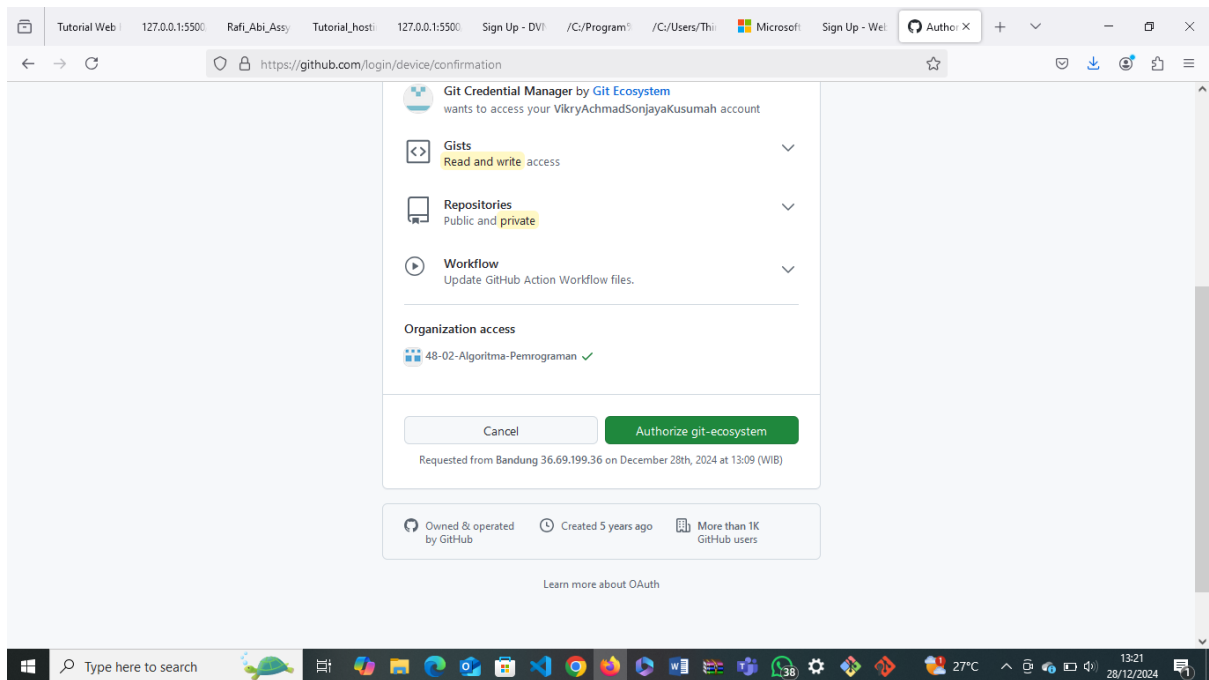 Tutorial Web
127.0.0.1:5500
Rafi_Abi_Assy
Tutorial_hosti
127.0.0.1:5500
Sign Up - DVN
/C:/Program%
/C:/Users/Thi
Microsoft
Sign Up - Web
Author
https://github.com/login/device/confirmation
Git Credential Manager by Git Ecosystem
wants to access your VikryAchmadSonjayaKusumah account
Gists
Read and write access
Repositories
Public and private
Workflow
Update GitHub Action Workflow files.
Organization access
48-02-Algoritma-Pemrograman
Cancel
Authorize git-ecosystem
Requested from Bandung 36.69.199.36 on December 28th, 2024 at 13:09 (WIB)
Owned & operated
by GitHub
Created 5 years ago
More than 1K
GitHub users
Learn more about OAuth
Type here to search
38
27°C
13:21
28/12/2024
1